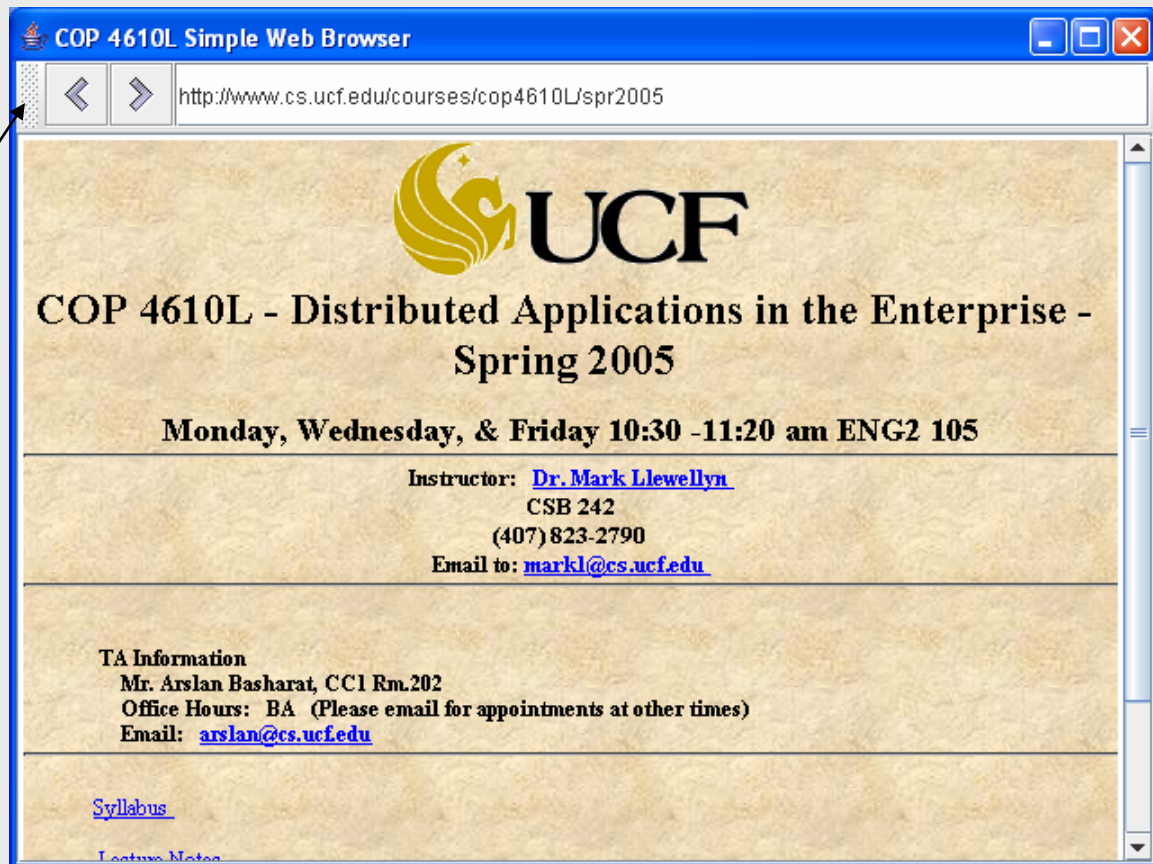 COP 4610L Simple Web Browser
http://www.cs.ucf.edu/courses/cop4610L/spr2005
UCF
COP 4610L - Distributed Applications in the Enterprise -
Spring 2005
Monday, Wednesday, & Friday 10:30 -11:20 am ENG2 105
Instructor: Dr. Mark Llewellyn
CSB 242
(407) 823-2790
Email to: markl@cs.ucf.edu
TA Information
Mr. Arslan Basharat, CC1 Rm.202
Office Hours: BA (Please email for appointments at other times)
Email: arslan@cs.ucf.edu
Syllabus
Lecture Notes